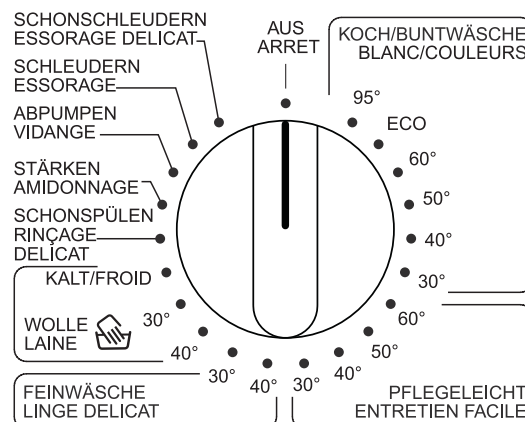 SCHONSCHLEUDERN
ESSORAGE DELICAT
SCHLEUDERN
ESSORAGE
ABPUMPEN
VIDANGE
STÄRKEN
AMIDONNAGE
SCHONSPÜLEN
RINÇAGE
DELICAT
KALT/FROID
30°
WOLLE
LAINE
40°
FEINWÄSCHE
LINGE DELICAT
30°
40°
AUS
ARRET
KOCH/BUNTWÄSCHE
BLANC/COULEURS
95°
ECO
60°
50°
40°
30°
60°
50°
40°
30°
PFLEGELEICHT
ENTRETIEN FACILE